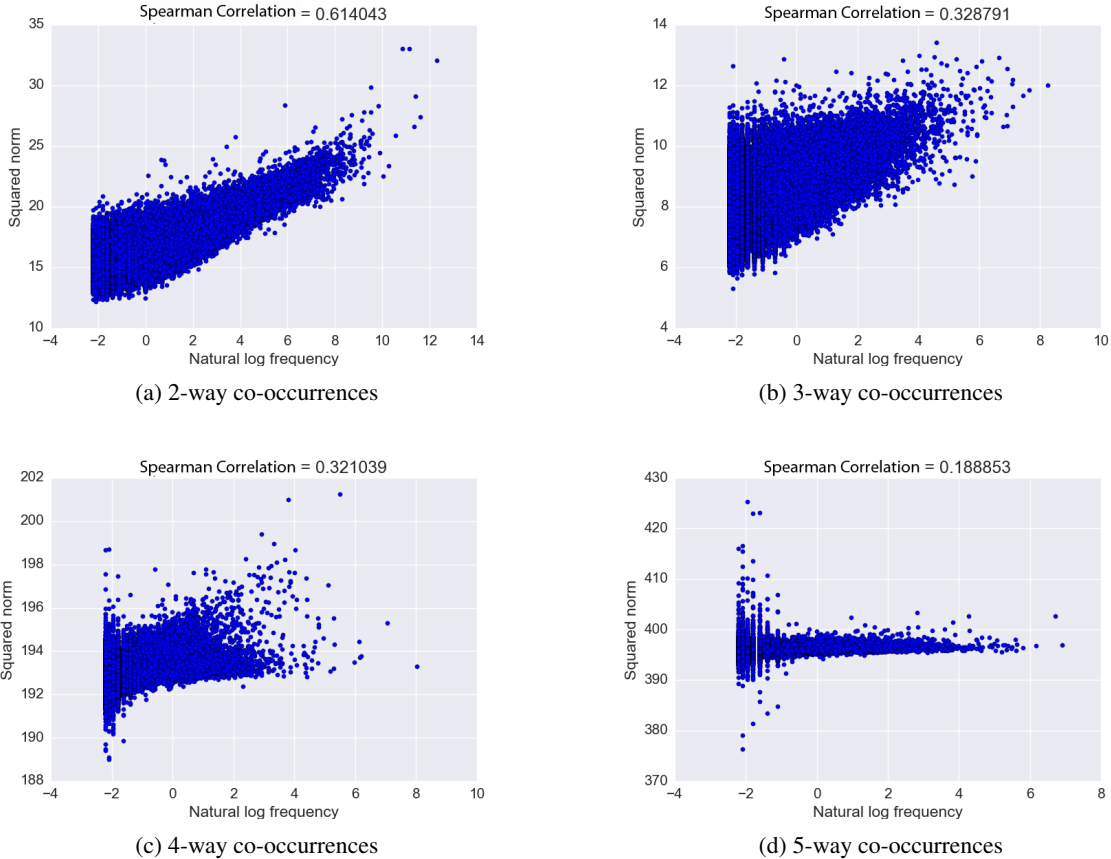 Spearman Correlation = 0.614043
35
30
25
20
15
10
Squared norm
−4 −2 0 2 4 6 8 10 12 14
Natural log frequency
(a) 2-way co-occurrences
Spearman Correlation = 0.328791
14
12
10
8
6
4
Squared norm
−4 −2 0 2 4 6 8 10
Natural log frequency
(b) 3-way co-occurrences
Spearman Correlation = 0.321039
202
200
198
196
194
192
190
188
Squared norm
−4 −2 0 2 4 6 8 10
Natural log frequency
(c) 4-way co-occurrences
Spearman Correlation = 0.188853
430
420
410
400
390
380
370
Squared norm
−4 −2 0 2 4 6 8
Natural log frequency
(d) 5-way co-occurrences